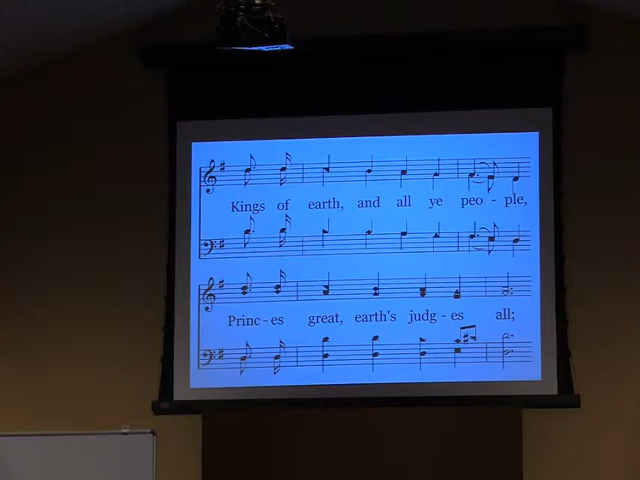 Kings of earth, and all ye peo - ple,
Princ - es great, earth's judg - es all;